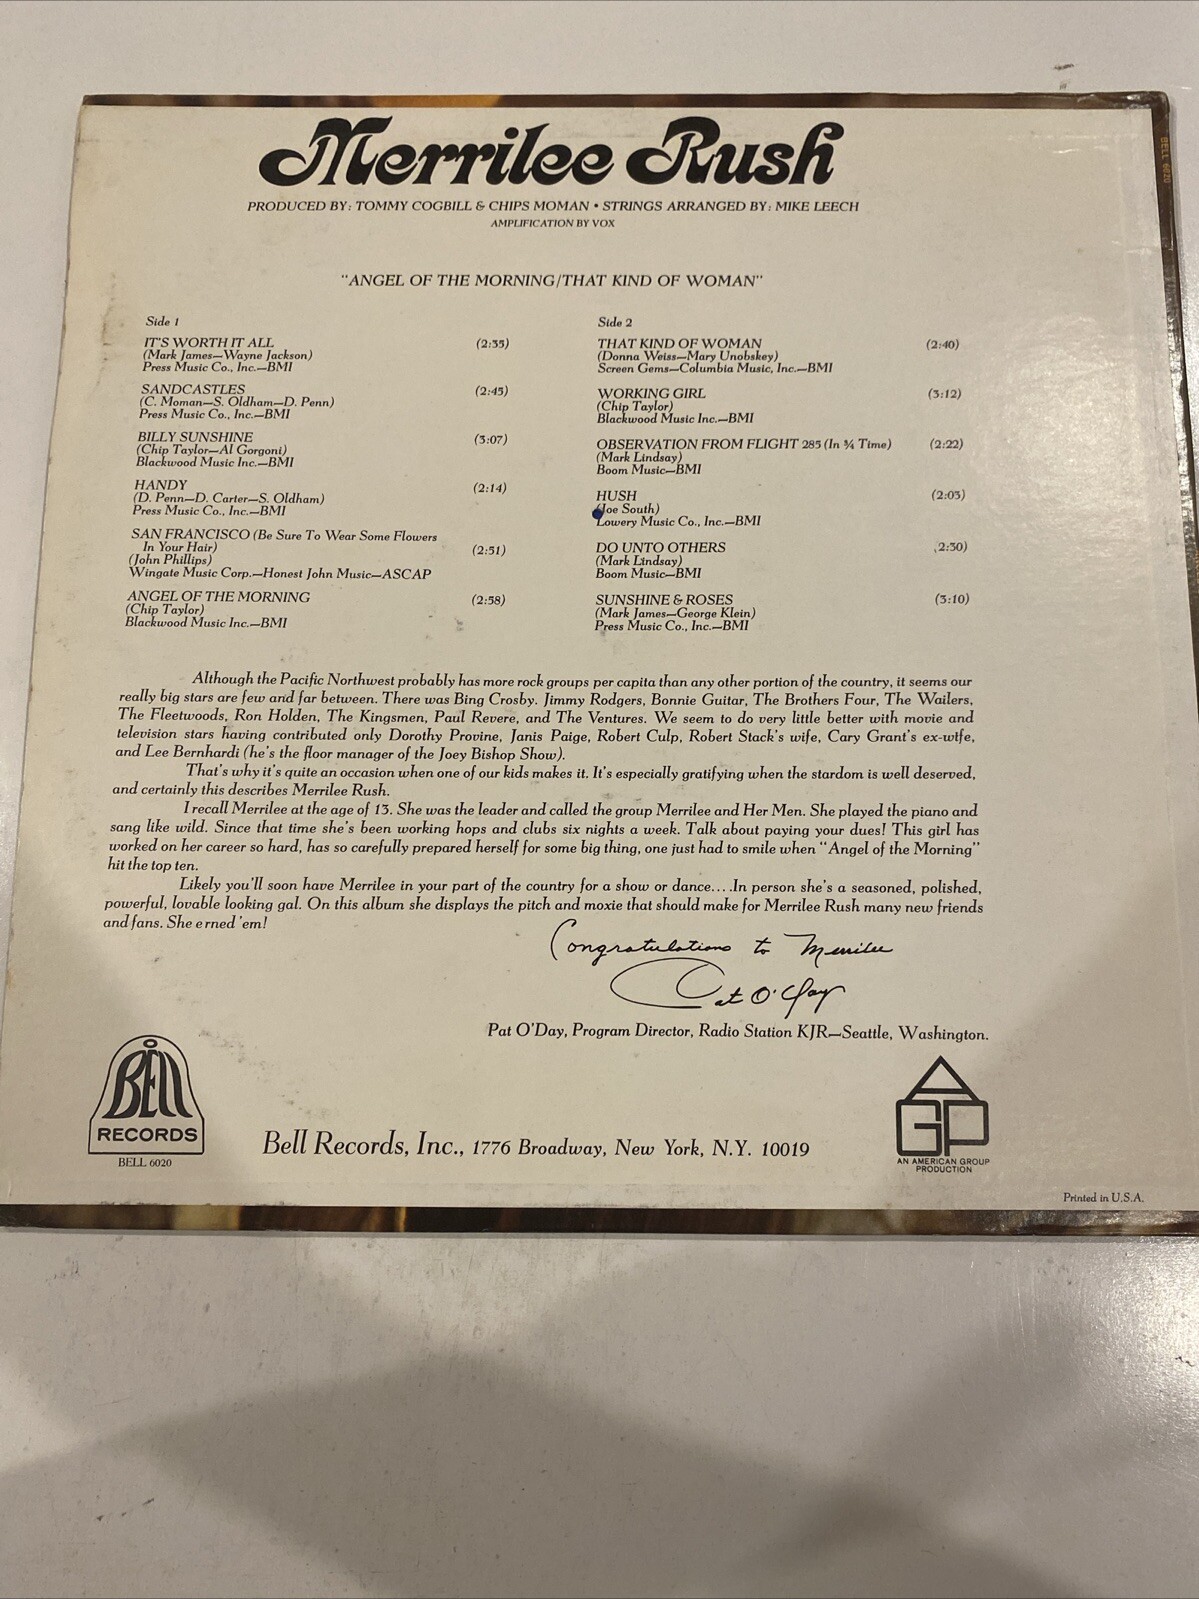 Merrilee Rush
PRODUCED BY: TOMMY COGBILL & CHIPS MOMAN • STRINGS ARRANGED BY: MIKE LEECH
AMPLIFICATION BY VOX
"ANGEL OF THE MORNING/THAT KIND OF WOMAN"
Side 1
IT'S WORTH IT ALL (2:35)
(Mark James—Wayne Jackson)
Press Music Co., Inc.—BMI
SANDCASTLES (2:45)
(C. Moman—S. Oldham—D. Penn)
Press Music Co., Inc.—BMI
BILLY SUNSHINE (3:07)
(Chip Taylor—Al Gorgoni)
Blackwood Music Inc.—BMI
HANDY (2:14)
(D. Penn—D. Carter—S. Oldham)
Press Music Co., Inc.—BMI
SAN FRANCISCO (Be Sure To Wear Some Flowers
In Your Hair) (2:51)
(John Phillips)
Wingate Music Corp.—Honest John Music—ASCAP
ANGEL OF THE MORNING (2:58)
(Chip Taylor)
Blackwood Music Inc.—BMI
Side 2
THAT KIND OF WOMAN (2:40)
(Donna Weiss—Mary Unobskey)
Screen Gems—Columbia Music, Inc.—BMI
WORKING GIRL (3:12)
(Chip Taylor)
Blackwood Music Inc.—BMI
OBSERVATION FROM FLIGHT 285 (In ¾ Time) (2:22)
(Mark Lindsay)
Boom Music—BMI
HUSH (2:03)
(Joe South)
Lowery Music Co., Inc.—BMI
DO UNTO OTHERS 2:30)
(Mark Lindsay)
Boom Music—BMI
SUNSHINE & ROSES (3:10)
(Mark James—George Klein)
Press Music Co., Inc.—BMI
Although the Pacific Northwest probably has more rock groups per capita than any other portion of the country, it seems our
really big stars are few and far between. There was Bing Crosby. Jimmy Rodgers, Bonnie Guitar, The Brothers Four, The Wailers,
The Fleetwoods, Ron Holden, The Kingsmen, Paul Revere, and The Ventures. We seem to do very little better with movie and
television stars having contributed only Dorothy Provine, Janis Paige, Robert Culp, Robert Stack's wife, Cary Grant's ex-wife,
and Lee Bernhardi (he's the floor manager of the Joey Bishop Show).
That's why it's quite an occasion when one of our kids makes it. It's especially gratifying when the stardom is well deserved,
and certainly this describes Merrilee Rush.
I recall Merrilee at the age of 13. She was the leader and called the group Merrilee and Her Men. She played the piano and
sang like wild. Since that time she's been working hops and clubs six nights a week. Talk about paying your dues! This girl has
worked on her career so hard, has so carefully prepared herself for some big thing, one just had to smile when "Angel of the Morning"
hit the top ten.
Likely you'll soon have Merrilee in your part of the country for a show or dance... .In person she's a seasoned, polished,
powerful, lovable looking gal. On this album she displays the pitch and moxie that should make for Merrilee Rush many new friends
and fans. She erned 'em!
Congratulations to Merrilee
Pat O'Day
Pat O'Day, Program Director, Radio Station KJR—Seattle, Washington.
BELL
RECORDS
BELL 6020
Bell Records, Inc., 1776 Broadway, New York, N.Y. 10019
AGP
AN AMERICAN GROUP
PRODUCTION
Printed in U.S.A.
BELL 6020